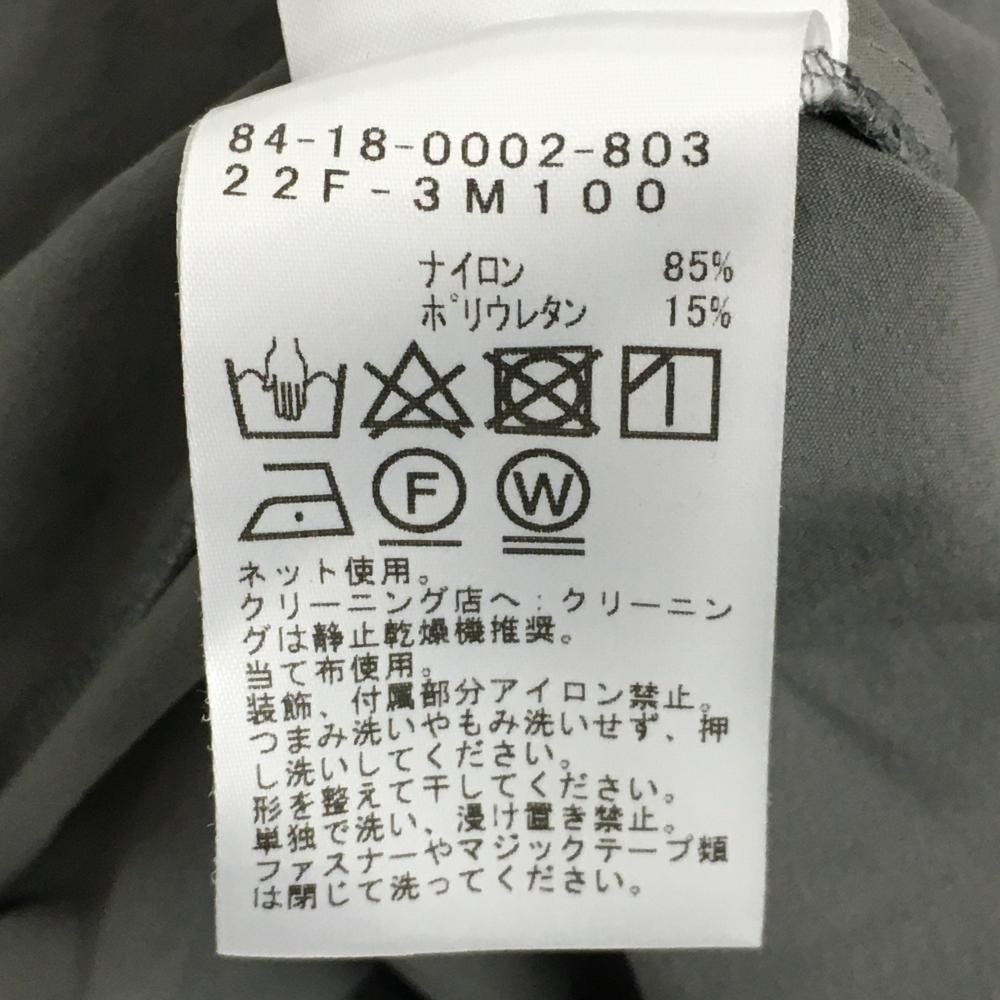 84-18-0002-803
22F-3M100
ナイロン 85%
ポリウレタン 15%
F W
ネット使用。
クリーニング店へ:クリーニン
グは静止乾燥機推奨。
当て布使用。
装飾、付属部分アイロン禁止。
つまみ洗いやもみ洗いせず、押
し洗いしてください。
形を整えて干してください。
単独で洗い、浸け置き禁止。
ファスナーやマジックテープ類
は閉じて洗ってください。